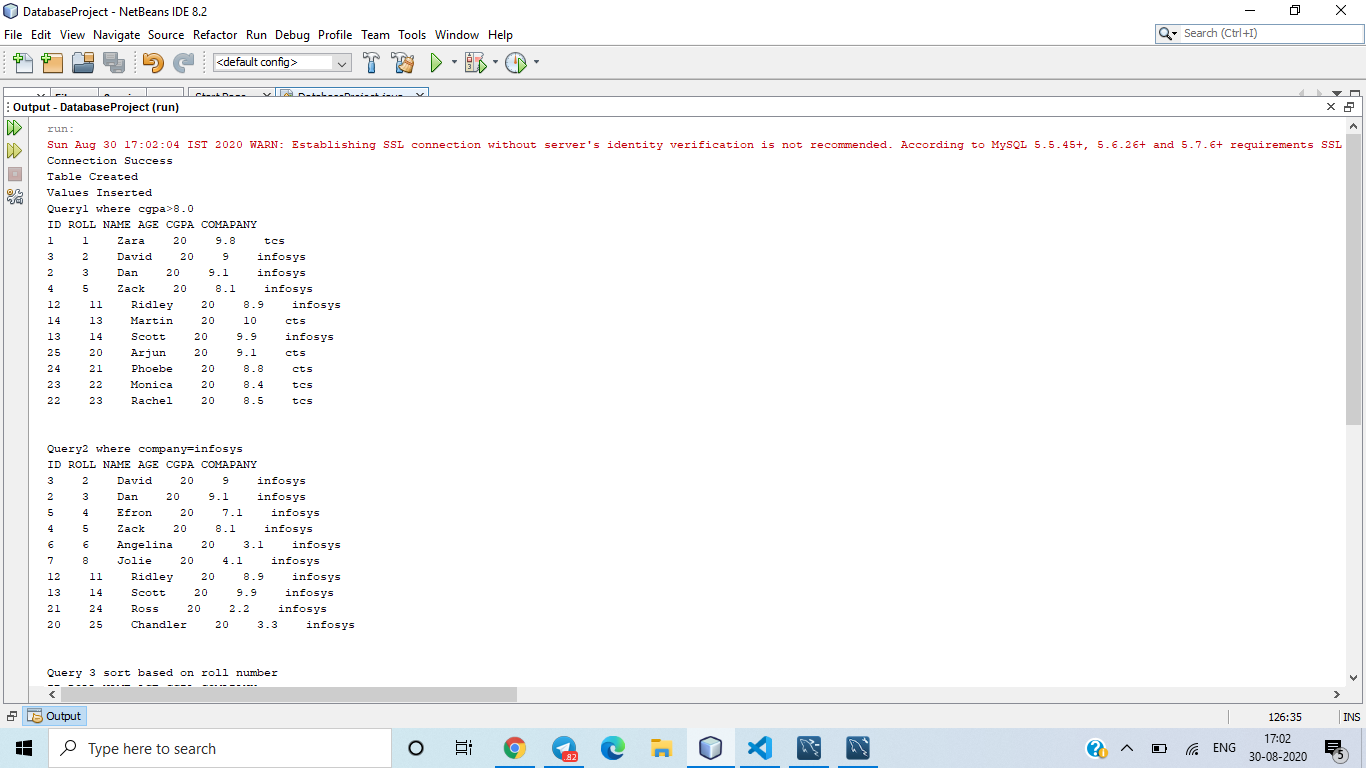 DatabaseProject - NetBeans IDE 8.2
File Edit View Navigate Source Refactor Run Debug Profile Team Tools Window Help
Search (Ctrl+I)
<default config>
Start Page DatabaseProject.java
Output - DatabaseProject (run)
run:
Sun Aug 30 17:02:04 IST 2020 WARN: Establishing SSL connection without server's identity verification is not recommended. According to MySQL 5.5.45+, 5.6.26+ and 5.7.6+ requirements SSL
Connection Success
Table Created
Values Inserted
Query1 where cgpa>8.0
ID ROLL NAME AGE CGPA COMAPANY
1 1 Zara 20 9.8 tcs
3 2 David 20 9 infosys
2 3 Dan 20 9.1 infosys
4 5 Zack 20 8.1 infosys
12 11 Ridley 20 8.9 infosys
14 13 Martin 20 10 cts
13 14 Scott 20 9.9 infosys
25 20 Arjun 20 9.1 cts
24 21 Phoebe 20 8.8 cts
23 22 Monica 20 8.4 tcs
22 23 Rachel 20 8.5 tcs
Query2 where company=infosys
ID ROLL NAME AGE CGPA COMAPANY
3 2 David 20 9 infosys
2 3 Dan 20 9.1 infosys
5 4 Efron 20 7.1 infosys
4 5 Zack 20 8.1 infosys
6 6 Angelina 20 3.1 infosys
7 8 Jolie 20 4.1 infosys
12 11 Ridley 20 8.9 infosys
13 14 Scott 20 9.9 infosys
21 24 Ross 20 2.2 infosys
20 25 Chandler 20 3.3 infosys
Query 3 sort based on roll number
Output
126:35 INS
Type here to search
82
ENG
17:02
30-08-2020
5